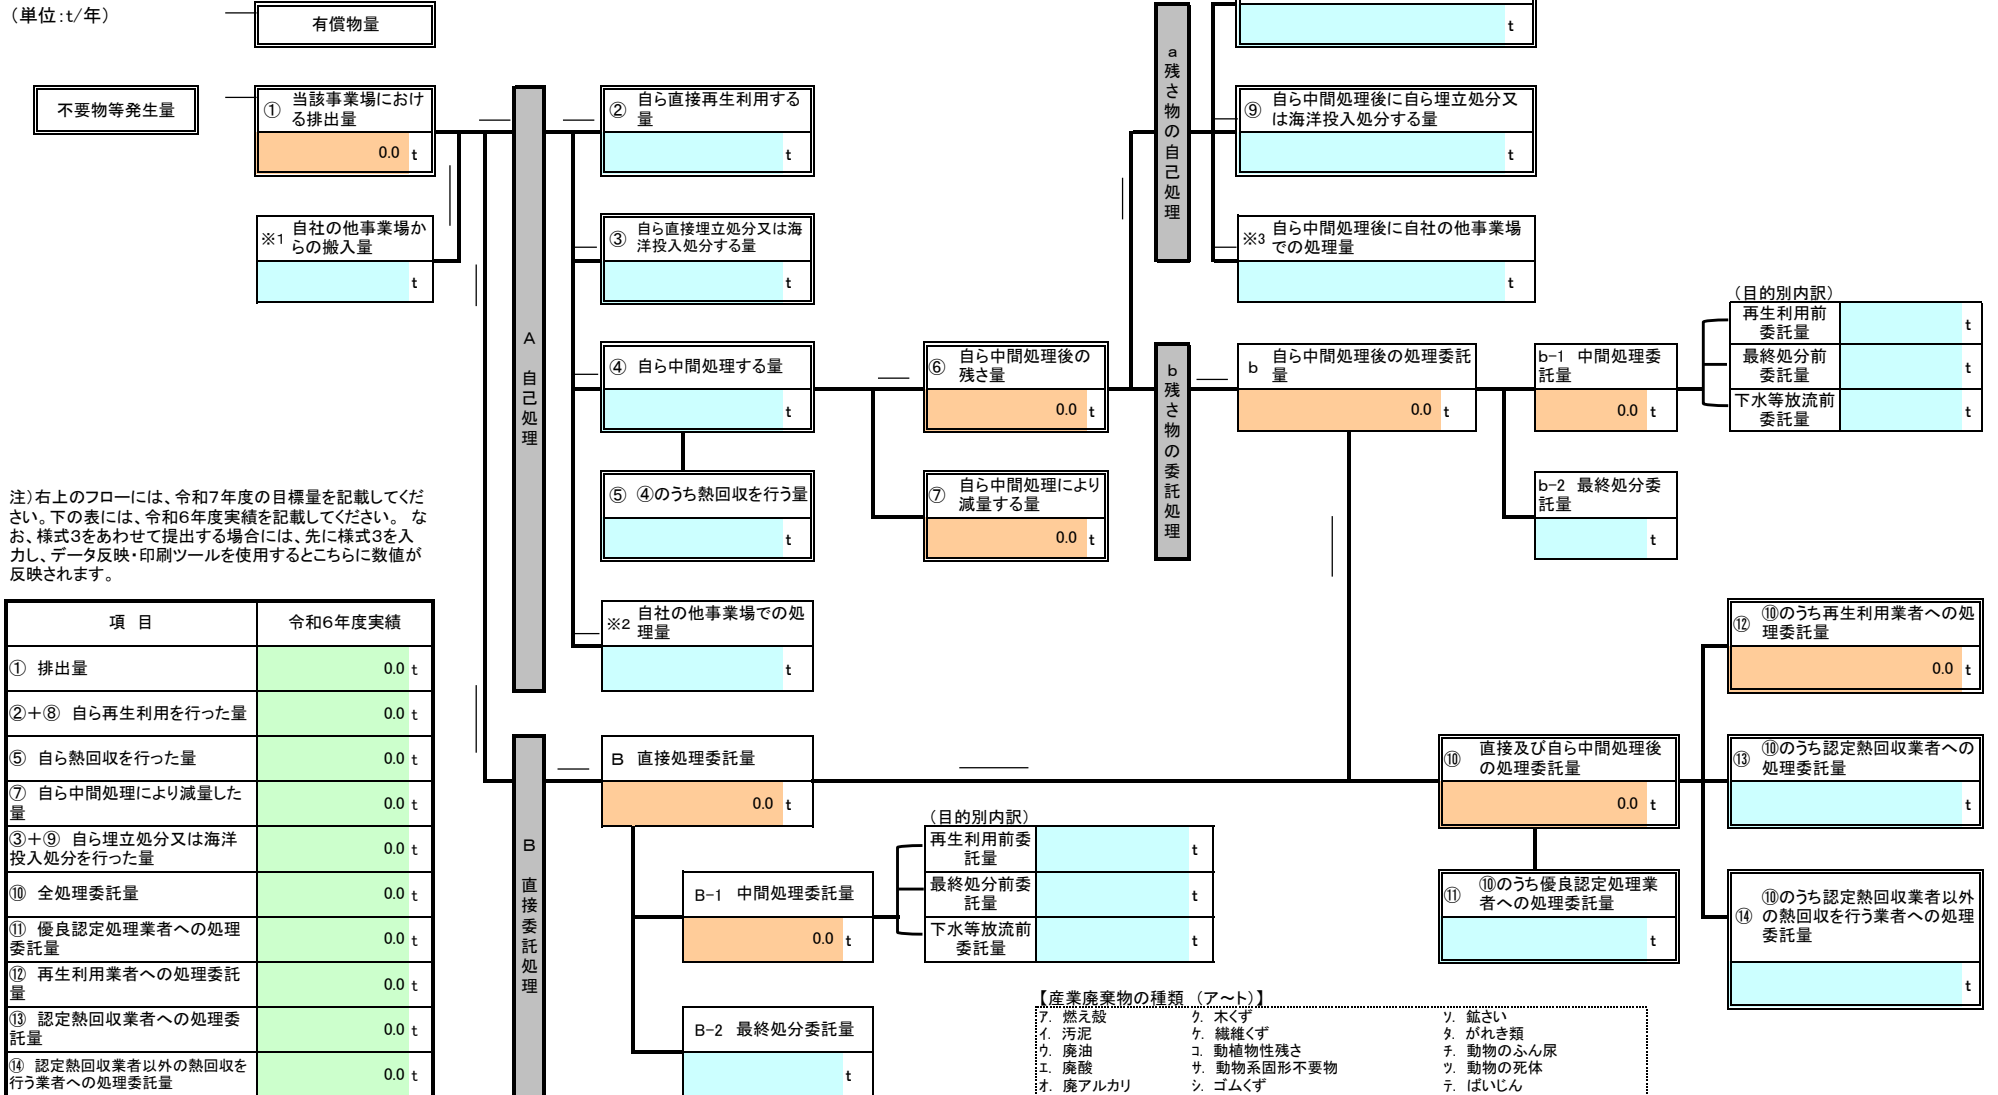 （単位：t/年）
有償物量
t
不要物等発生量
① 当該事業場におけ
る排出量
0.0 t
※1 自社の他事業場か
らの搬入量
t
A 自己処理
② 自ら直接再生利用する
量
t
③ 自ら直接埋立処分又は海
洋投入処分する量
t
④ 自ら中間処理する量
t
⑤ ④のうち熱回収を行う量
t
※2 自社の他事業場での処
理量
t
⑥ 自ら中間処理後の
残さ量
0.0 t
⑦ 自ら中間処理により
減量する量
0.0 t
a 残さ物の自己処理
⑨ 自ら中間処理後に自ら埋立処分又
は海洋投入処分する量
t
※3 自ら中間処理後に自社の他事業場
での処理量
t
b 残さ物の委託処理
b 自ら中間処理後の処理委託
量
0.0 t
b-1 中間処理委
託量
0.0 t
b-2 最終処分委
託量
t
（目的別内訳）
再生利用前
委託量
t
最終処分前
委託量
t
下水等放流前
委託量
t
注）右上のフローには、令和７年度の目標量を記載してくだ
さい。下の表には、令和６年度実績を記載してください。 な
お、様式３をあわせて提出する場合には、先に様式３を入
力し、データ反映・印刷ツールを使用するとこちらに数値が
反映されます。
項 目 令和６年度実績
① 排出量 0.0 t
②＋⑧ 自ら再生利用を行った量 0.0 t
⑤ 自ら熱回収を行った量 0.0 t
⑦ 自ら中間処理により減量した
量 0.0 t
③＋⑨ 自ら埋立処分又は海洋
投入処分を行った量 0.0 t
⑩ 全処理委託量 0.0 t
⑪ 優良認定処理業者への処理
委託量 0.0 t
⑫ 再生利用業者への処理委託
量 0.0 t
⑬ 認定熱回収業者への処理委
託量 0.0 t
⑭ 認定熱回収業者以外の熱回収を
行う業者への処理委託量 0.0 t
B 直接委託処理
B 直接処理委託量
0.0 t
B-1 中間処理委託量
0.0 t
B-2 最終処分委託量
t
（目的別内訳）
再生利用前委
託量
t
最終処分前委
託量
t
下水等放流前
委託量
t
⑩ 直接及び自ら中間処理後
の処理委託量
0.0 t
⑪ ⑩のうち優良認定処理業
者への処理委託量
t
⑫ ⑩のうち再生利用業者への処
理委託量
0.0 t
⑬ ⑩のうち認定熱回収業者への
処理委託量
t
⑭ ⑩のうち認定熱回収業者以外
の熱回収を行う業者への処理
委託量
t
【産業廃棄物の種類 （ア～ト）】
ｱ. 燃え殻 ｸ. 木くず ｿ. 鉱さい
ｲ. 汚泥 ｹ. 繊維くず ﾀ. がれき類
ｳ. 廃油 ｺ. 動植物性残さ ﾁ. 動物のふん尿
ｴ. 廃酸 ｻ. 動物系固形不要物 ﾂ. 動物の死体
ｵ. 廃アルカリ ｼ. ゴムくず ﾃ. ばいじん